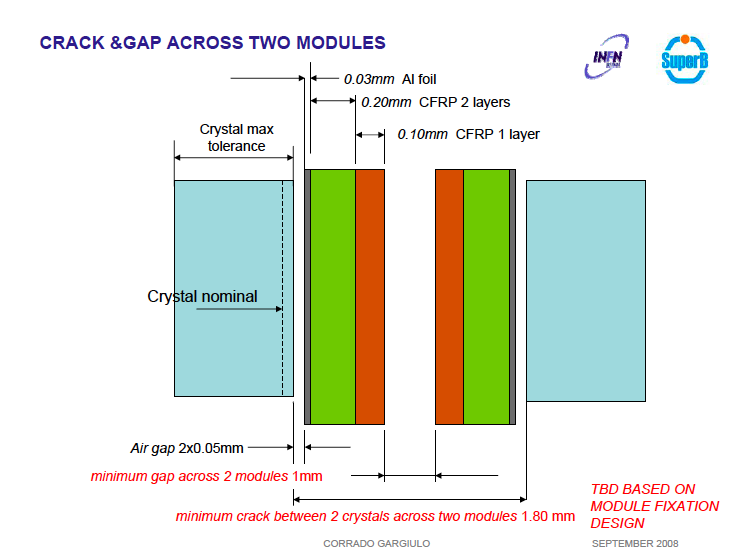 CRACK &GAP ACROSS TWO MODULES
INFN
SuperB
0.03mm Al foil
0.20mm CFRP 2 layers
0.10mm CFRP 1 layer
Crystal max
tolerance
Crystal nominal
Air gap 2x0.05mm
minimum gap across 2 modules 1mm
minimum crack between 2 crystals across two modules 1.80 mm
TBD BASED ON
MODULE FIXATION
DESIGN
CORRADO GARGIULO
SEPTEMBER 2008